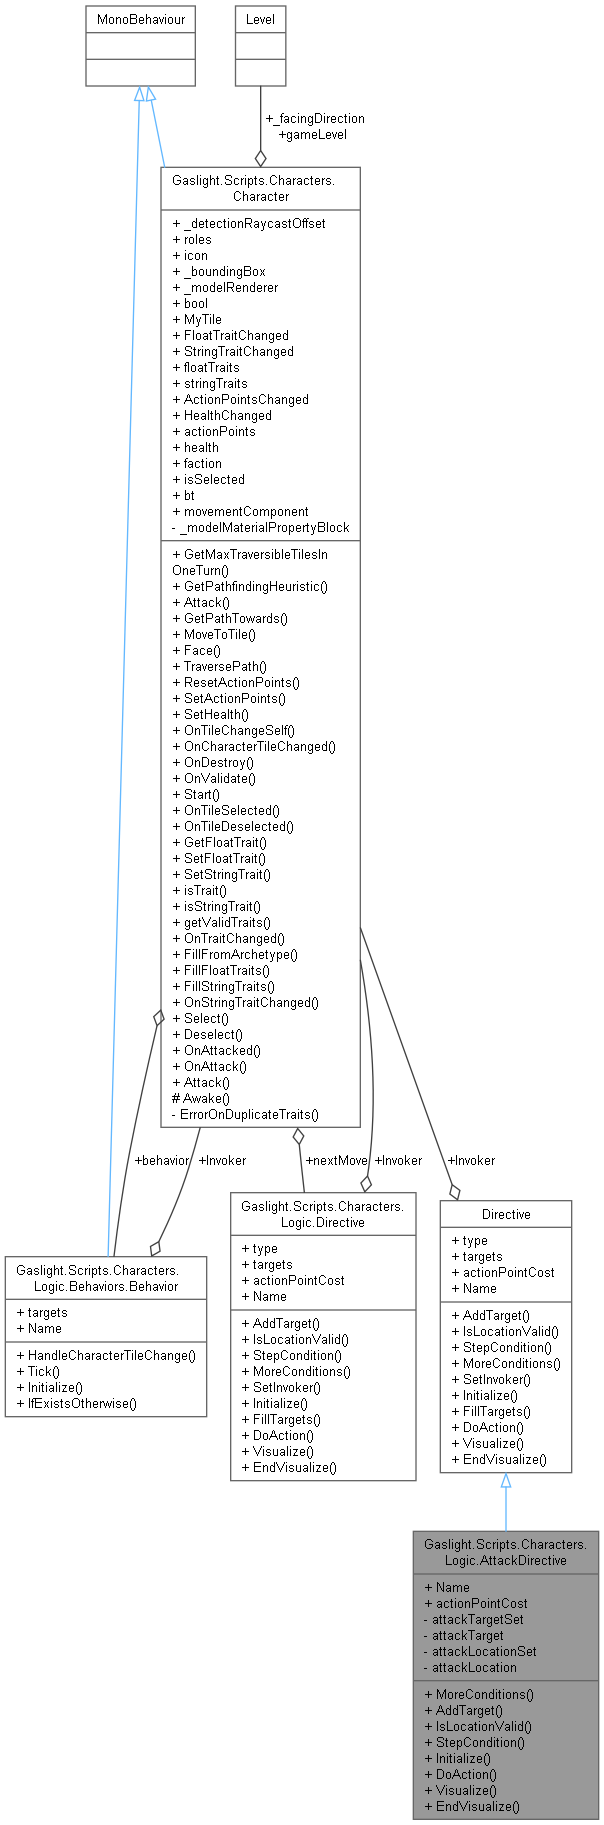 MonoBehaviour
Level
+_facingDirection
+gameLevel
Gaslight.Scripts.Characters.
Character
+ _detectionRaycastOffset
+ roles
+ icon
+ _boundingBox
+ _modelRenderer
+ bool
+ MyTile
+ FloatTraitChanged
+ StringTraitChanged
+ floatTraits
+ stringTraits
+ ActionPointsChanged
+ HealthChanged
+ actionPoints
+ health
+ faction
+ isSelected
+ bt
+ movementComponent
- _modelMaterialPropertyBlock
+ GetMaxTraversibleTilesIn
OneTurn()
+ GetPathfindingHeuristic()
+ Attack()
+ GetPathTowards()
+ MoveToTile()
+ Face()
+ TraversePath()
+ ResetActionPoints()
+ SetActionPoints()
+ SetHealth()
+ OnTileChangeSelf()
+ OnCharacterTileChanged()
+ OnDestroy()
+ OnValidate()
+ Start()
+ OnTileSelected()
+ OnTileDeselected()
+ GetFloatTrait()
+ SetFloatTrait()
+ SetStringTrait()
+ isTrait()
+ isStringTrait()
+ getValidTraits()
+ OnTraitChanged()
+ FillFromArchetype()
+ FillFloatTraits()
+ FillStringTraits()
+ OnStringTraitChanged()
+ Select()
+ Deselect()
+ OnAttacked()
+ OnAttack()
+ Attack()
# Awake()
- ErrorOnDuplicateTraits()
+behavior
+Invoker
+nextMove
+Invoker
+Invoker
Gaslight.Scripts.Characters.
Logic.Behaviors.Behavior
+ targets
+ Name
+ HandleCharacterTileChange()
+ Tick()
+ Initialize()
+ IfExistsOtherwise()
Gaslight.Scripts.Characters.
Logic.Directive
+ type
+ targets
+ actionPointCost
+ Name
+ AddTarget()
+ IsLocationValid()
+ StepCondition()
+ MoreConditions()
+ SetInvoker()
+ Initialize()
+ FillTargets()
+ DoAction()
+ Visualize()
+ EndVisualize()
Directive
+ type
+ targets
+ actionPointCost
+ Name
+ AddTarget()
+ IsLocationValid()
+ StepCondition()
+ MoreConditions()
+ SetInvoker()
+ Initialize()
+ FillTargets()
+ DoAction()
+ Visualize()
+ EndVisualize()
Gaslight.Scripts.Characters.
Logic.AttackDirective
+ Name
+ actionPointCost
- attackTargetSet
- attackTarget
- attackLocationSet
- attackLocation
+ MoreConditions()
+ AddTarget()
+ IsLocationValid()
+ StepCondition()
+ Initialize()
+ DoAction()
+ Visualize()
+ EndVisualize()